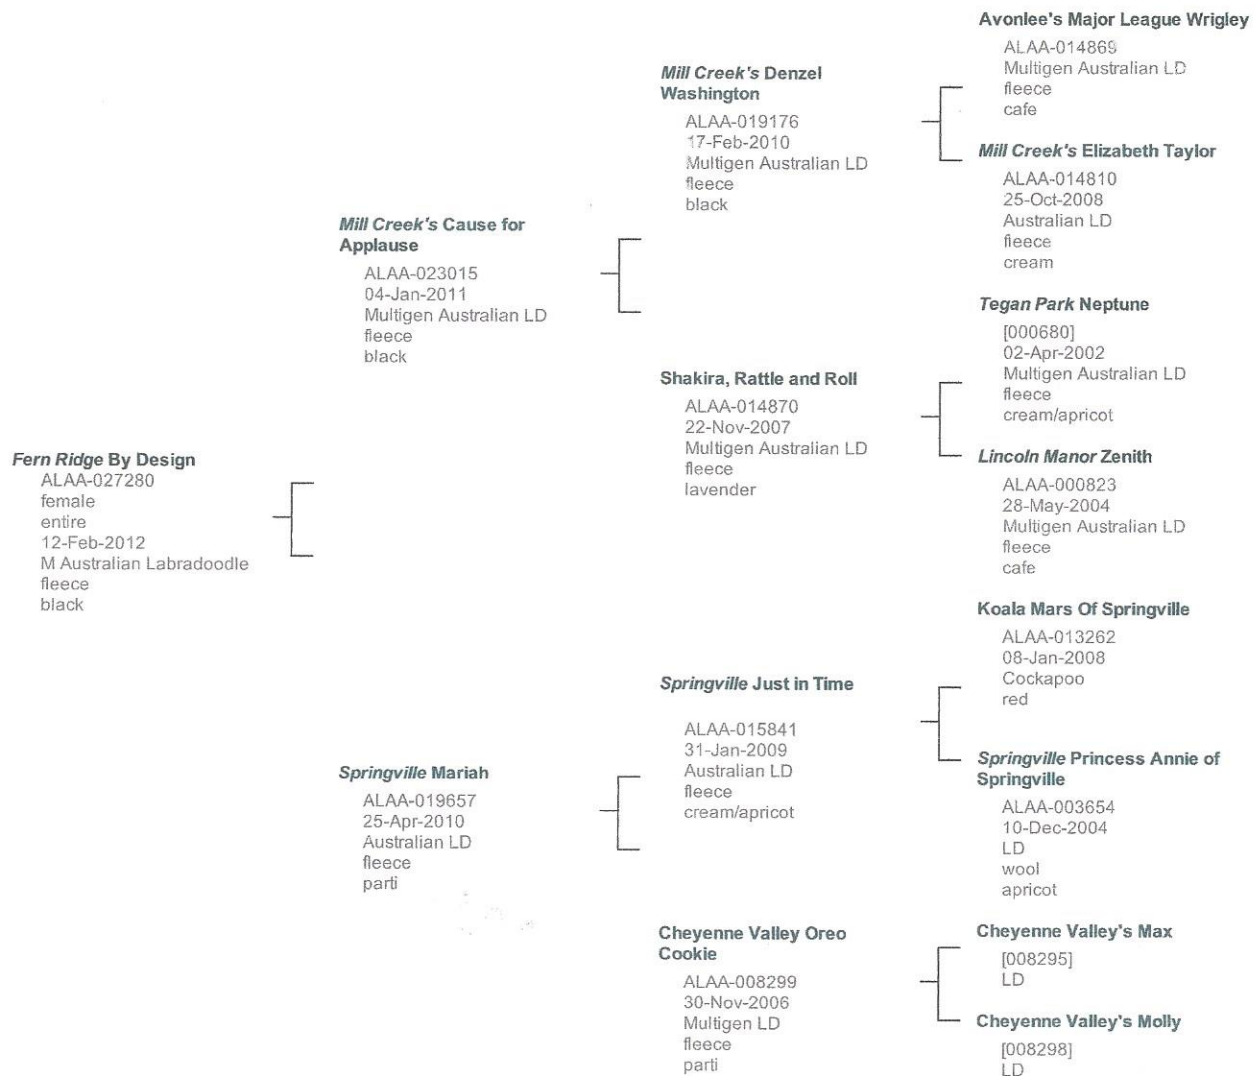 Fern Ridge By Design
ALAA-027280
female
entire
12-Feb-2012
M Australian Labradoodle
fleece
black
Mill Creek's Cause for
Applause
ALAA-023015
04-Jan-2011
Multigen Australian LD
fleece
black
Springville Mariah
ALAA-019657
25-Apr-2010
Australian LD
fleece
parti
Mill Creek's Denzel
Washington
ALAA-019176
17-Feb-2010
Multigen Australian LD
fleece
black
Shakira, Rattle and Roll
ALAA-014870
22-Nov-2007
Multigen Australian LD
fleece
lavender
Springville Just in Time
ALAA-015841
31-Jan-2009
Australian LD
fleece
cream/apricot
Cheyenne Valley Oreo
Cookie
ALAA-008299
30-Nov-2006
Multigen LD
fleece
parti
Avonlee's Major League Wrigley
ALAA-014869
Multigen Australian LD
fleece
cafe
Mill Creek's Elizabeth Taylor
ALAA-014810
25-Oct-2008
Australian LD
fleece
cream
Tegan Park Neptune
[000680]
02-Apr-2002
Multigen Australian LD
fleece
cream/apricot
Lincoln Manor Zenith
ALAA-000823
28-May-2004
Multigen Australian LD
fleece
cafe
Koala Mars Of Springville
ALAA-013262
08-Jan-2008
Cockapoo
red
Springville Princess Annie of
Springville
ALAA-003654
10-Dec-2004
LD
wool
apricot
Cheyenne Valley's Max
[008295]
LD
Cheyenne Valley's Molly
[008298]
LD